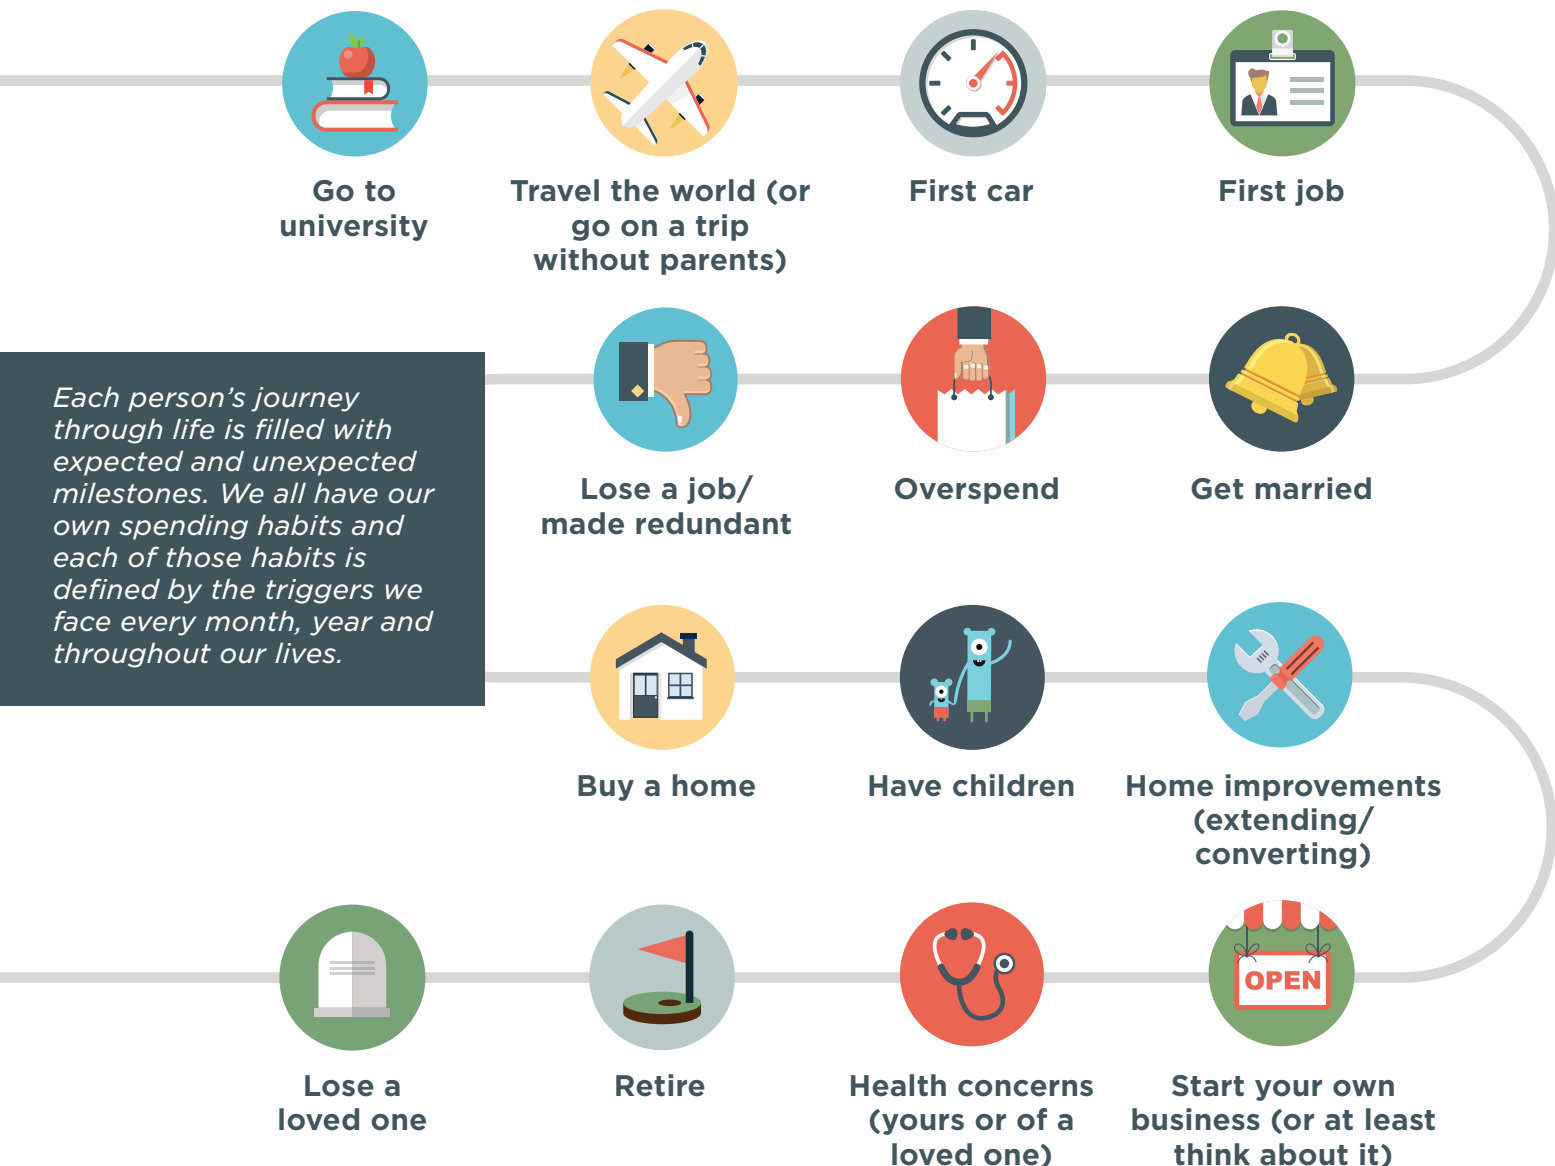 Go to
university
Travel the world (or
go on a trip
without parents)
First car
First job
Each person’s journey
through life is filled with
expected and unexpected
milestones. We all have our
own spending habits and
each of those habits is
defined by the triggers we
face every month, year and
throughout our lives.
Lose a job/
made redundant
Overspend
Get married
Buy a home
Have children
Home improvements
(extending/
converting)
OPEN
Lose a
loved one
Retire
Health concerns
(yours or of a
loved one)
Start your own
business (or at least
think about it)